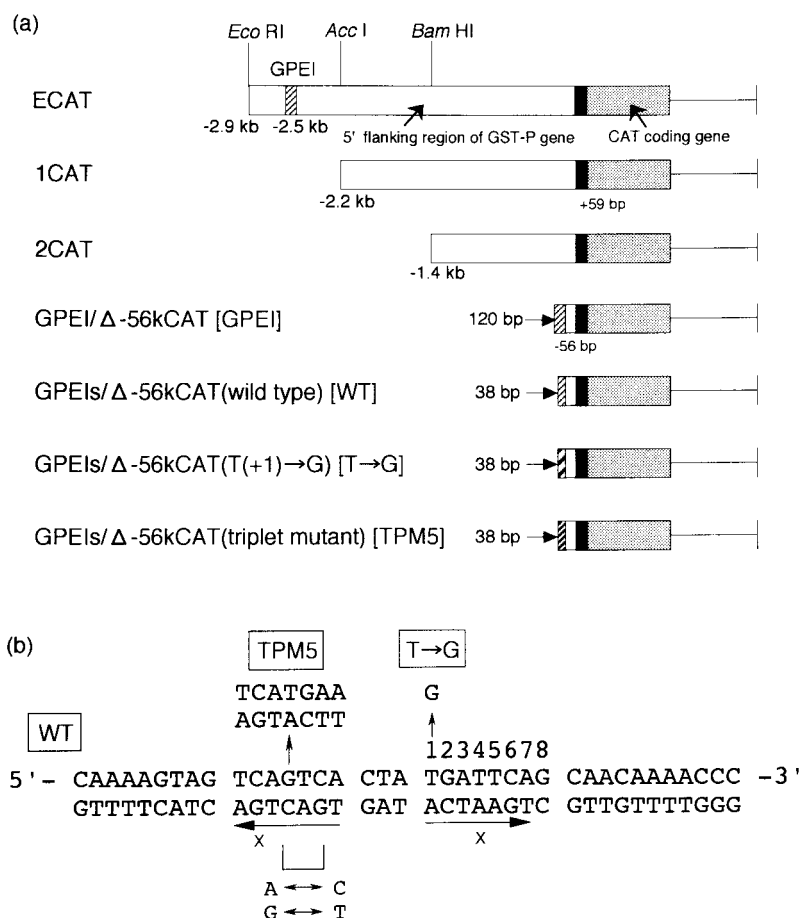 (a)
Eco RI Acc I Bam HI
GPEI
ECAT
-2.9 kb -2.5 kb 5' flanking region of GST-P gene CAT coding gene
1CAT
-2.2 kb +59 bp
2CAT
-1.4 kb
GPEI/Δ-56kCAT [GPEI] 120 bp
-56 bp
GPEIs/Δ-56kCAT(wild type) [WT] 38 bp
GPEIs/Δ-56kCAT(T(+1)→G) [T→G] 38 bp
GPEIs/Δ-56kCAT(triplet mutant) [TPM5] 38 bp
(b)
TPM5 T→G
TCATGAA G
AGTACTT
WT
12345678
5'- CAAAAGTAG TCAGTCA CTA TGATTCAG CAACAAAACCC -3'
GTTTTCATC AGTCAGT GAT ACTAAGTC GTTGTTTTGGG
X X
A ↔ C
G ↔ T